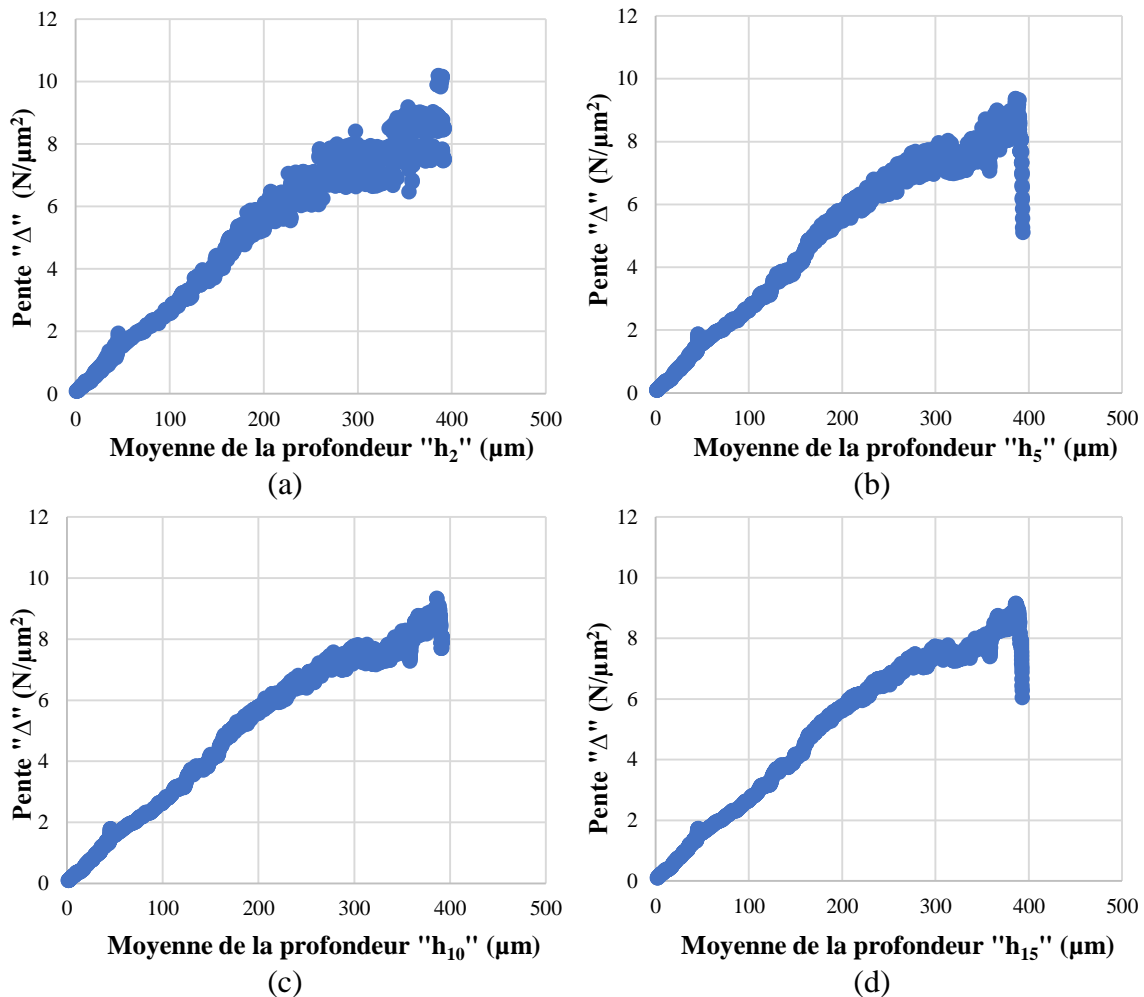 12
10
8
6
4
2
0
Pente "Δ" (N/µm²)
0 100 200 300 400 500
Moyenne de la profondeur "h₂" (µm)
(a)
12
10
8
6
4
2
0
Pente "Δ" (N/µm²)
0 100 200 300 400 500
Moyenne de la profondeur "h₅" (µm)
(b)
12
10
8
6
4
2
0
Pente "Δ" (N/µm²)
0 100 200 300 400 500
Moyenne de la profondeur "h₁₀" (µm)
(c)
12
10
8
6
4
2
0
Pente "Δ" (N/µm²)
0 100 200 300 400 500
Moyenne de la profondeur "h₁₅" (µm)
(d)